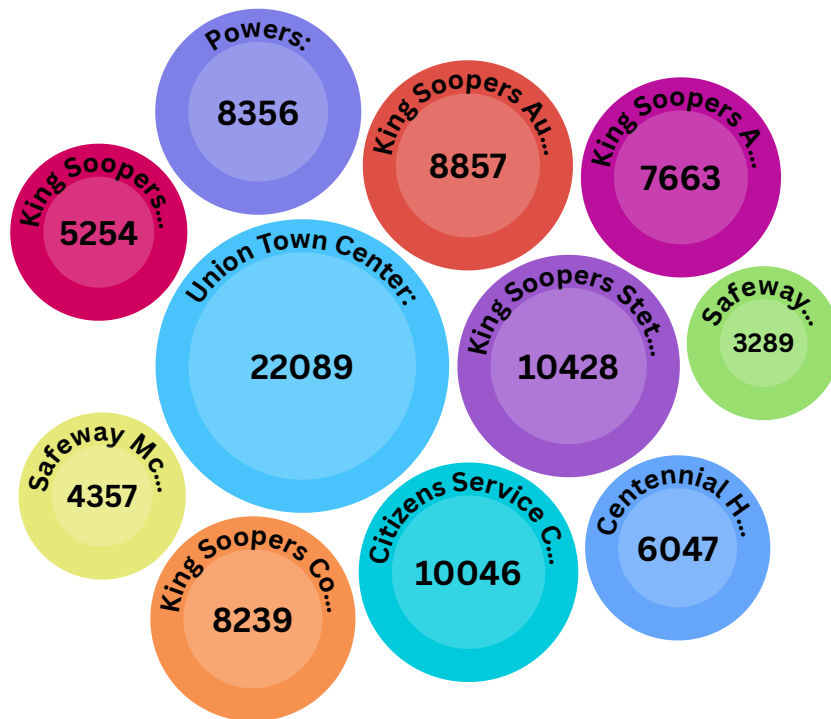 Powers:
8356
King Soopers Au...
8857
King Soopers A...
7663
King Soopers...
5254
Union Town Center:
22089
King Soopers Stet...
10428
Safeway...
3289
Safeway Mc...
4357
King Soopers Co...
8239
Citizens Service C...
10046
Centennial H...
6047